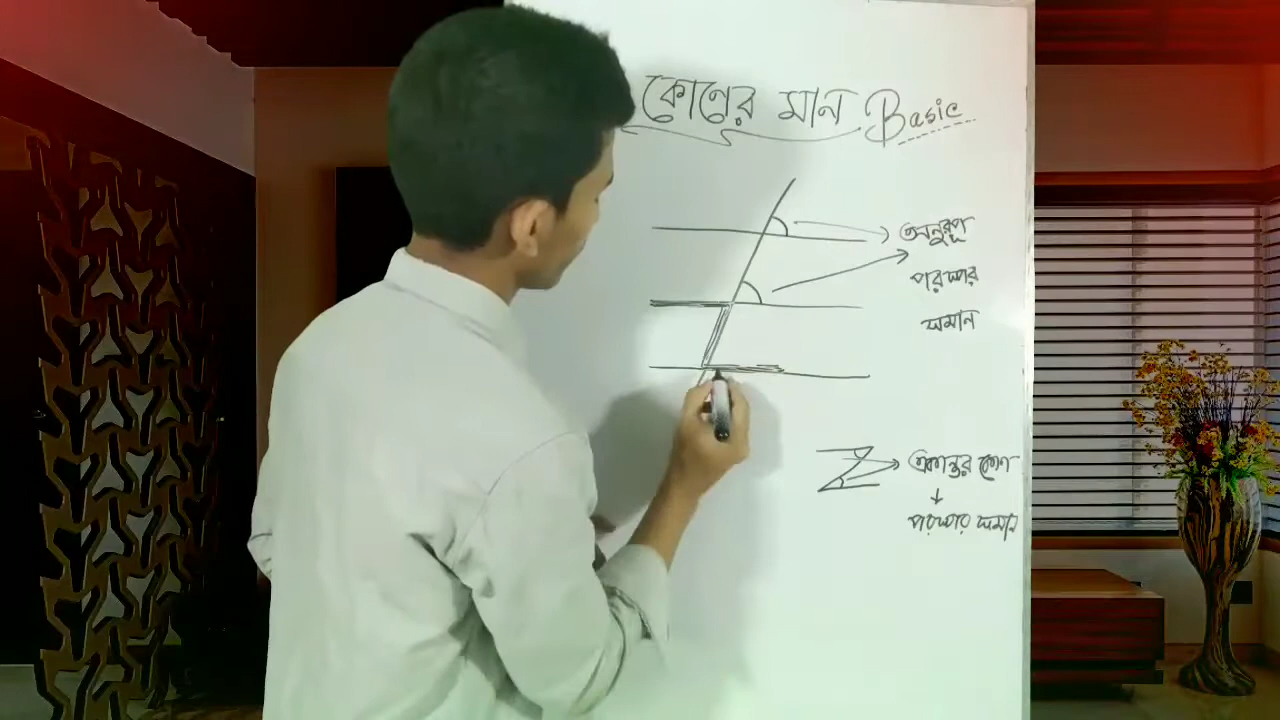 কোণের মান Basic
অনুরূপ
পরস্পর
সমান
একান্তর কোণ
পরস্পর সমান